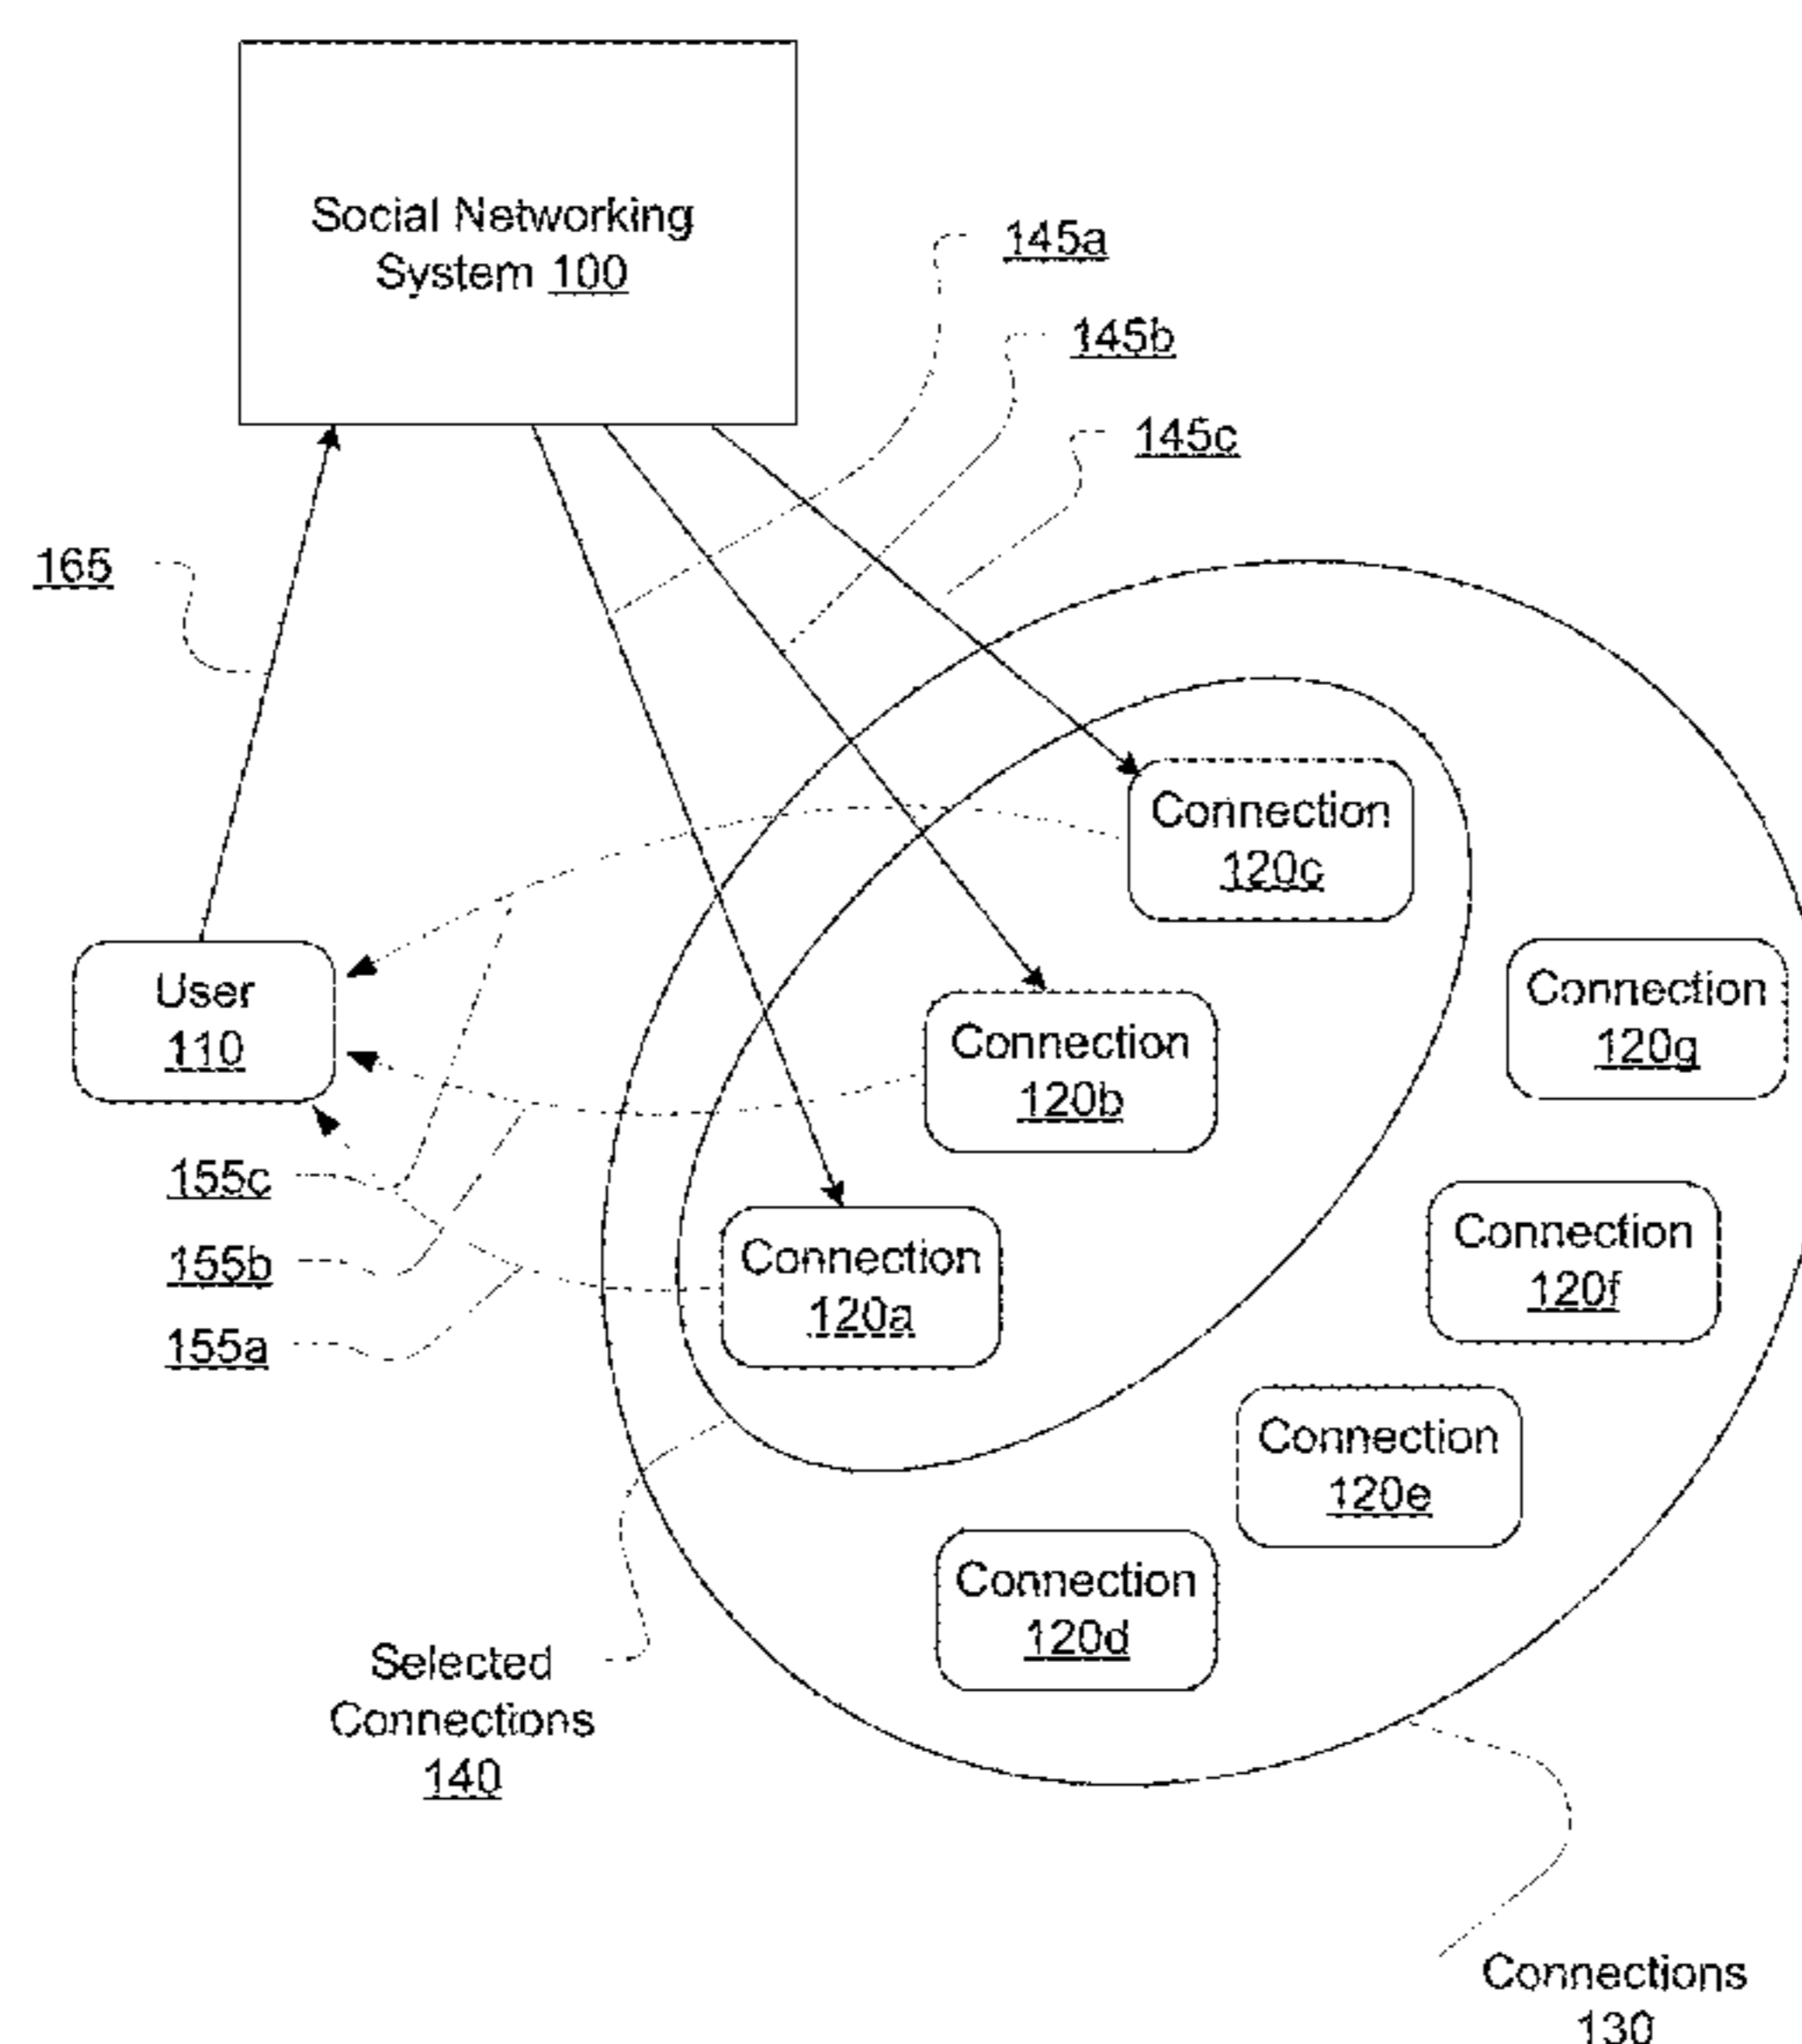 Social Networking
System 100
145a
145b
145c
165
Connection
120c
User
110
Connection
120g
Connection
120b
155c
Connection
120f
155b
Connection
120a
155a
Connection
120e
Connection
120d
Selected
Connections
140
Connections
130